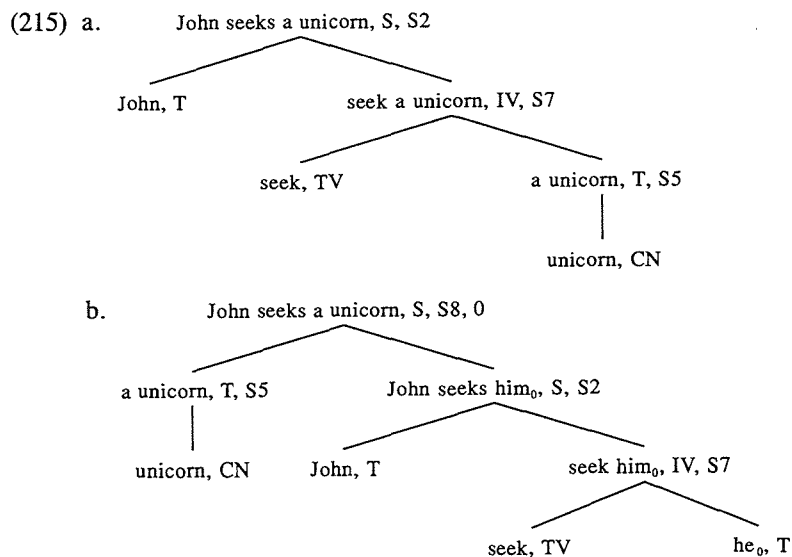 (215) a. John seeks a unicorn, S, S2
John, T seek a unicorn, IV, S7
seek, TV a unicorn, T, S5
unicorn, CN
b. John seeks a unicorn, S, S8, 0
a unicorn, T, S5 John seeks him₀, S, S2
unicorn, CN John, T seek him₀, IV, S7
seek, TV he₀, T